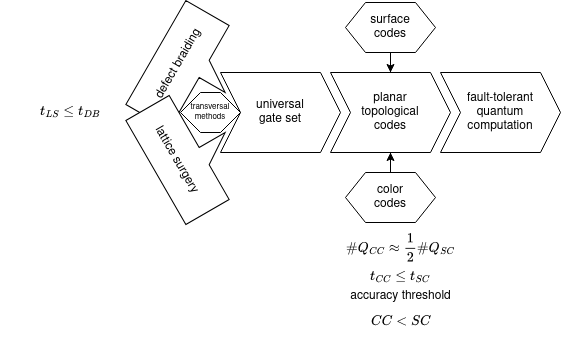 surface
codes
defect braiding
transversal
methods
lattice surgery
$t_{LS} \leq t_{DB}$
universal
gate set
planar
topological
codes
fault-tolerant
quantum
computation
color
codes
$\#Q_{CC} \approx \frac{1}{2} \#Q_{SC}$
$t_{CC} \leq t_{SC}$
accuracy threshold
$CC < SC$